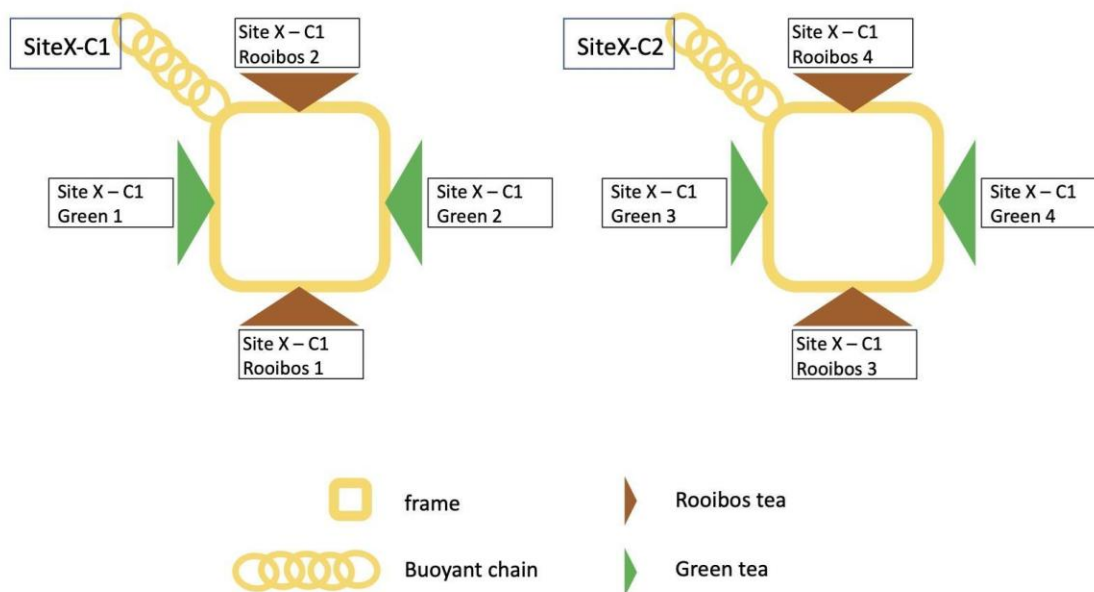 SiteX-C1
Site X – C1
Rooibos 2
SiteX-C2
Site X – C1
Rooibos 4
Site X – C1
Green 1
Site X – C1
Green 2
Site X – C1
Green 3
Site X – C1
Green 4
Site X – C1
Rooibos 1
Site X – C1
Rooibos 3
frame
Rooibos tea
Buoyant chain
Green tea